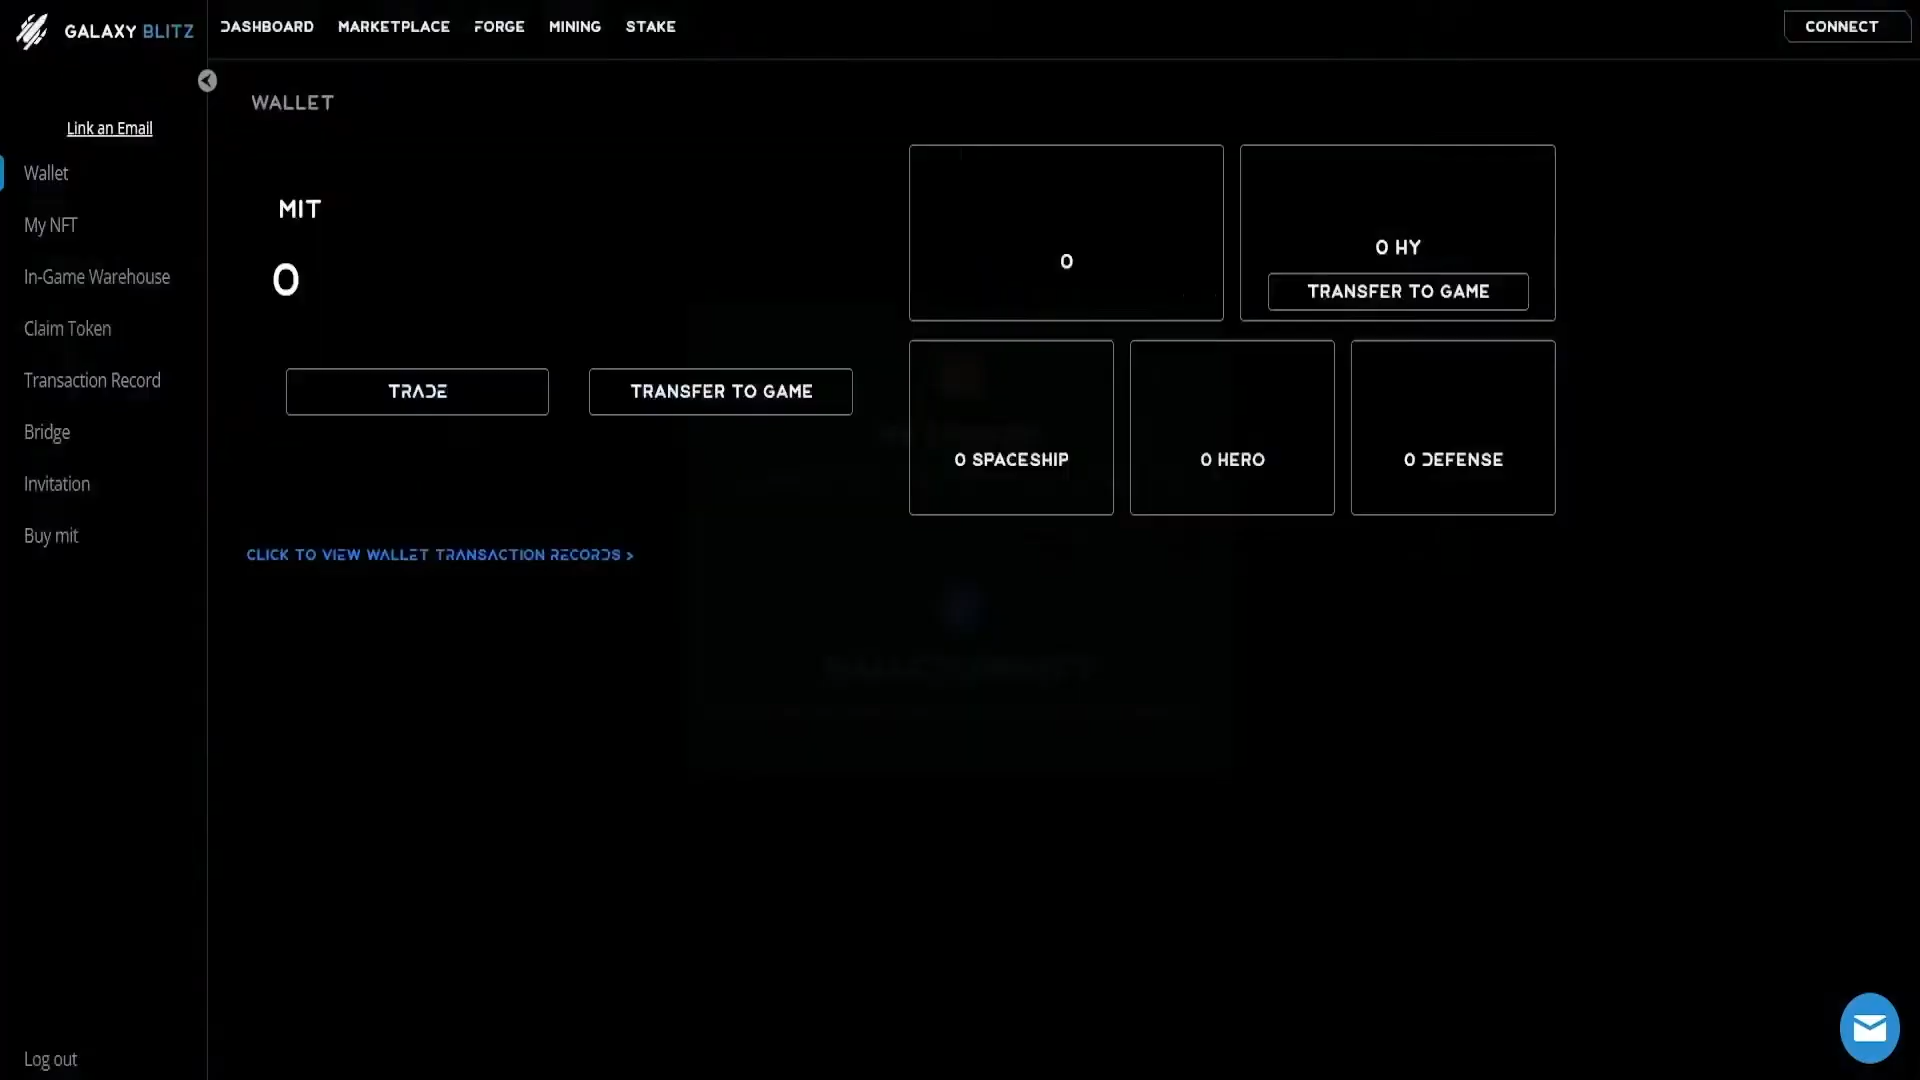 GALAXY BLITZ
DASHBOARD MARKETPLACE FORGE MINING STAKE
CONNECT
WALLET
Link an Email
Wallet
My NFT
In-Game Warehouse
Claim Token
Transaction Record
Bridge
Invitation
Buy mit
Log out
MIT
0
TRADE
TRANSFER TO GAME
CLICK TO VIEW WALLET TRANSACTION RECORDS >
0
0 HY
TRANSFER TO GAME
0 SPACESHIP
0 HERO
0 DEFENSE